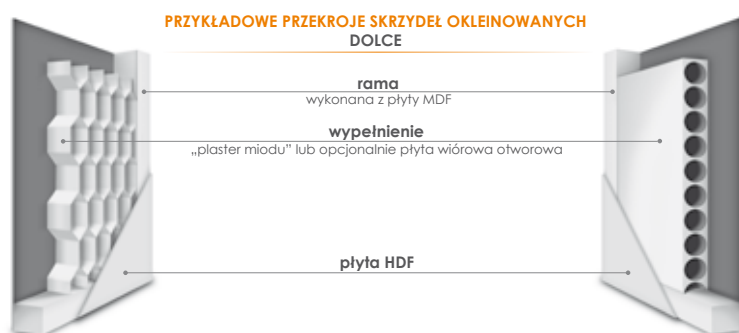 PRZYKŁADOWE PRZEKROJE SKRZYDEŁ OKLEINOWANYCH
DOLCE
rama
wykonana z płyty MDF
wypełnienie
„plaster miodu” lub opcjonalnie płyta wiórowa otworowa
płyta HDF